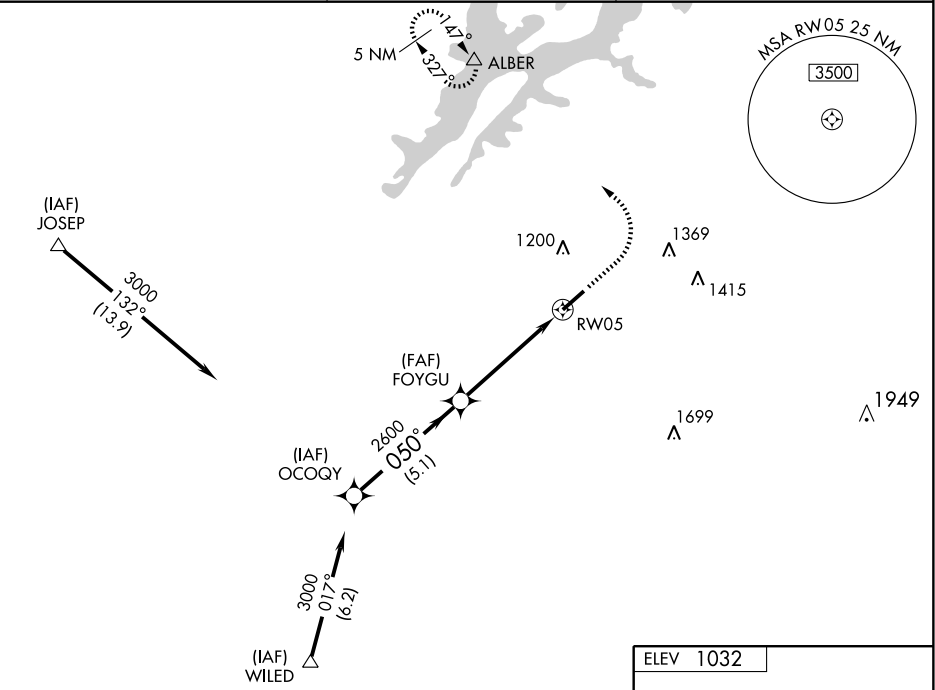 147°
5 NM
327°
ALBER
MSA RW05 25 NM
3500
(IAF)
JOSEP
3000
132°
(13.9)
1200
1369
1415
RW05
(FAF)
FOYGU
2600
050°
(5.1)
1699
1949
(IAF)
OCOQY
3000
017°
(6.2)
(IAF)
WILED
ELEV 1032